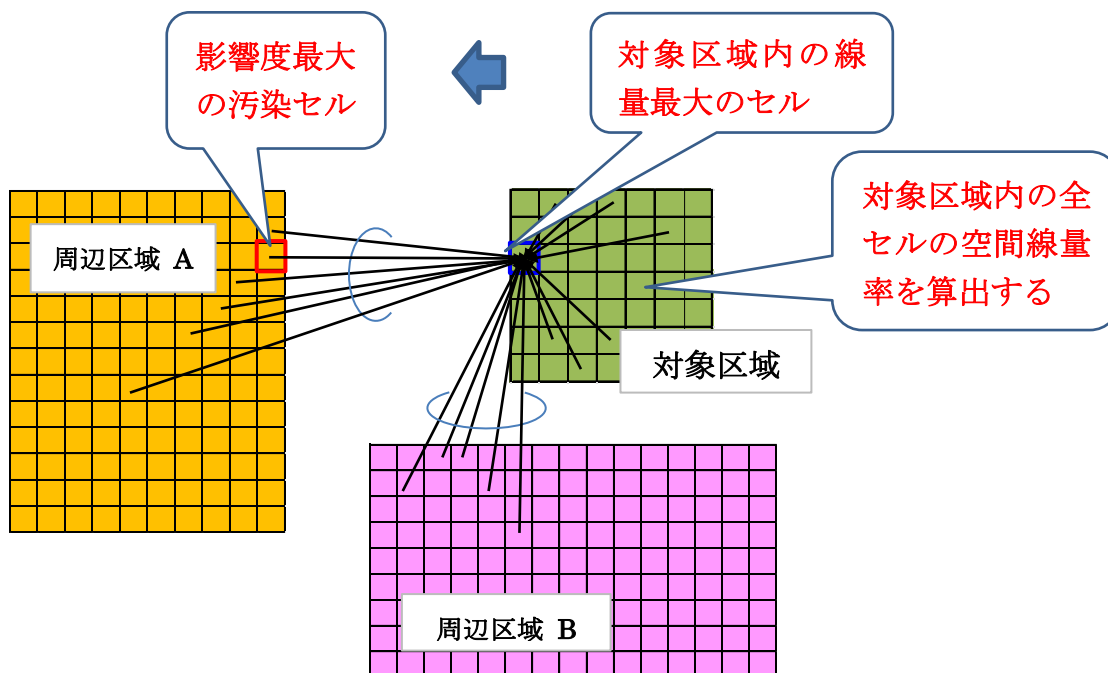 影響度最大
の汚染セル
対象区域内の線
量最大のセル
対象区域内の全
セルの空間線量
率を算出する
周辺区域 A
対象区域
周辺区域 B